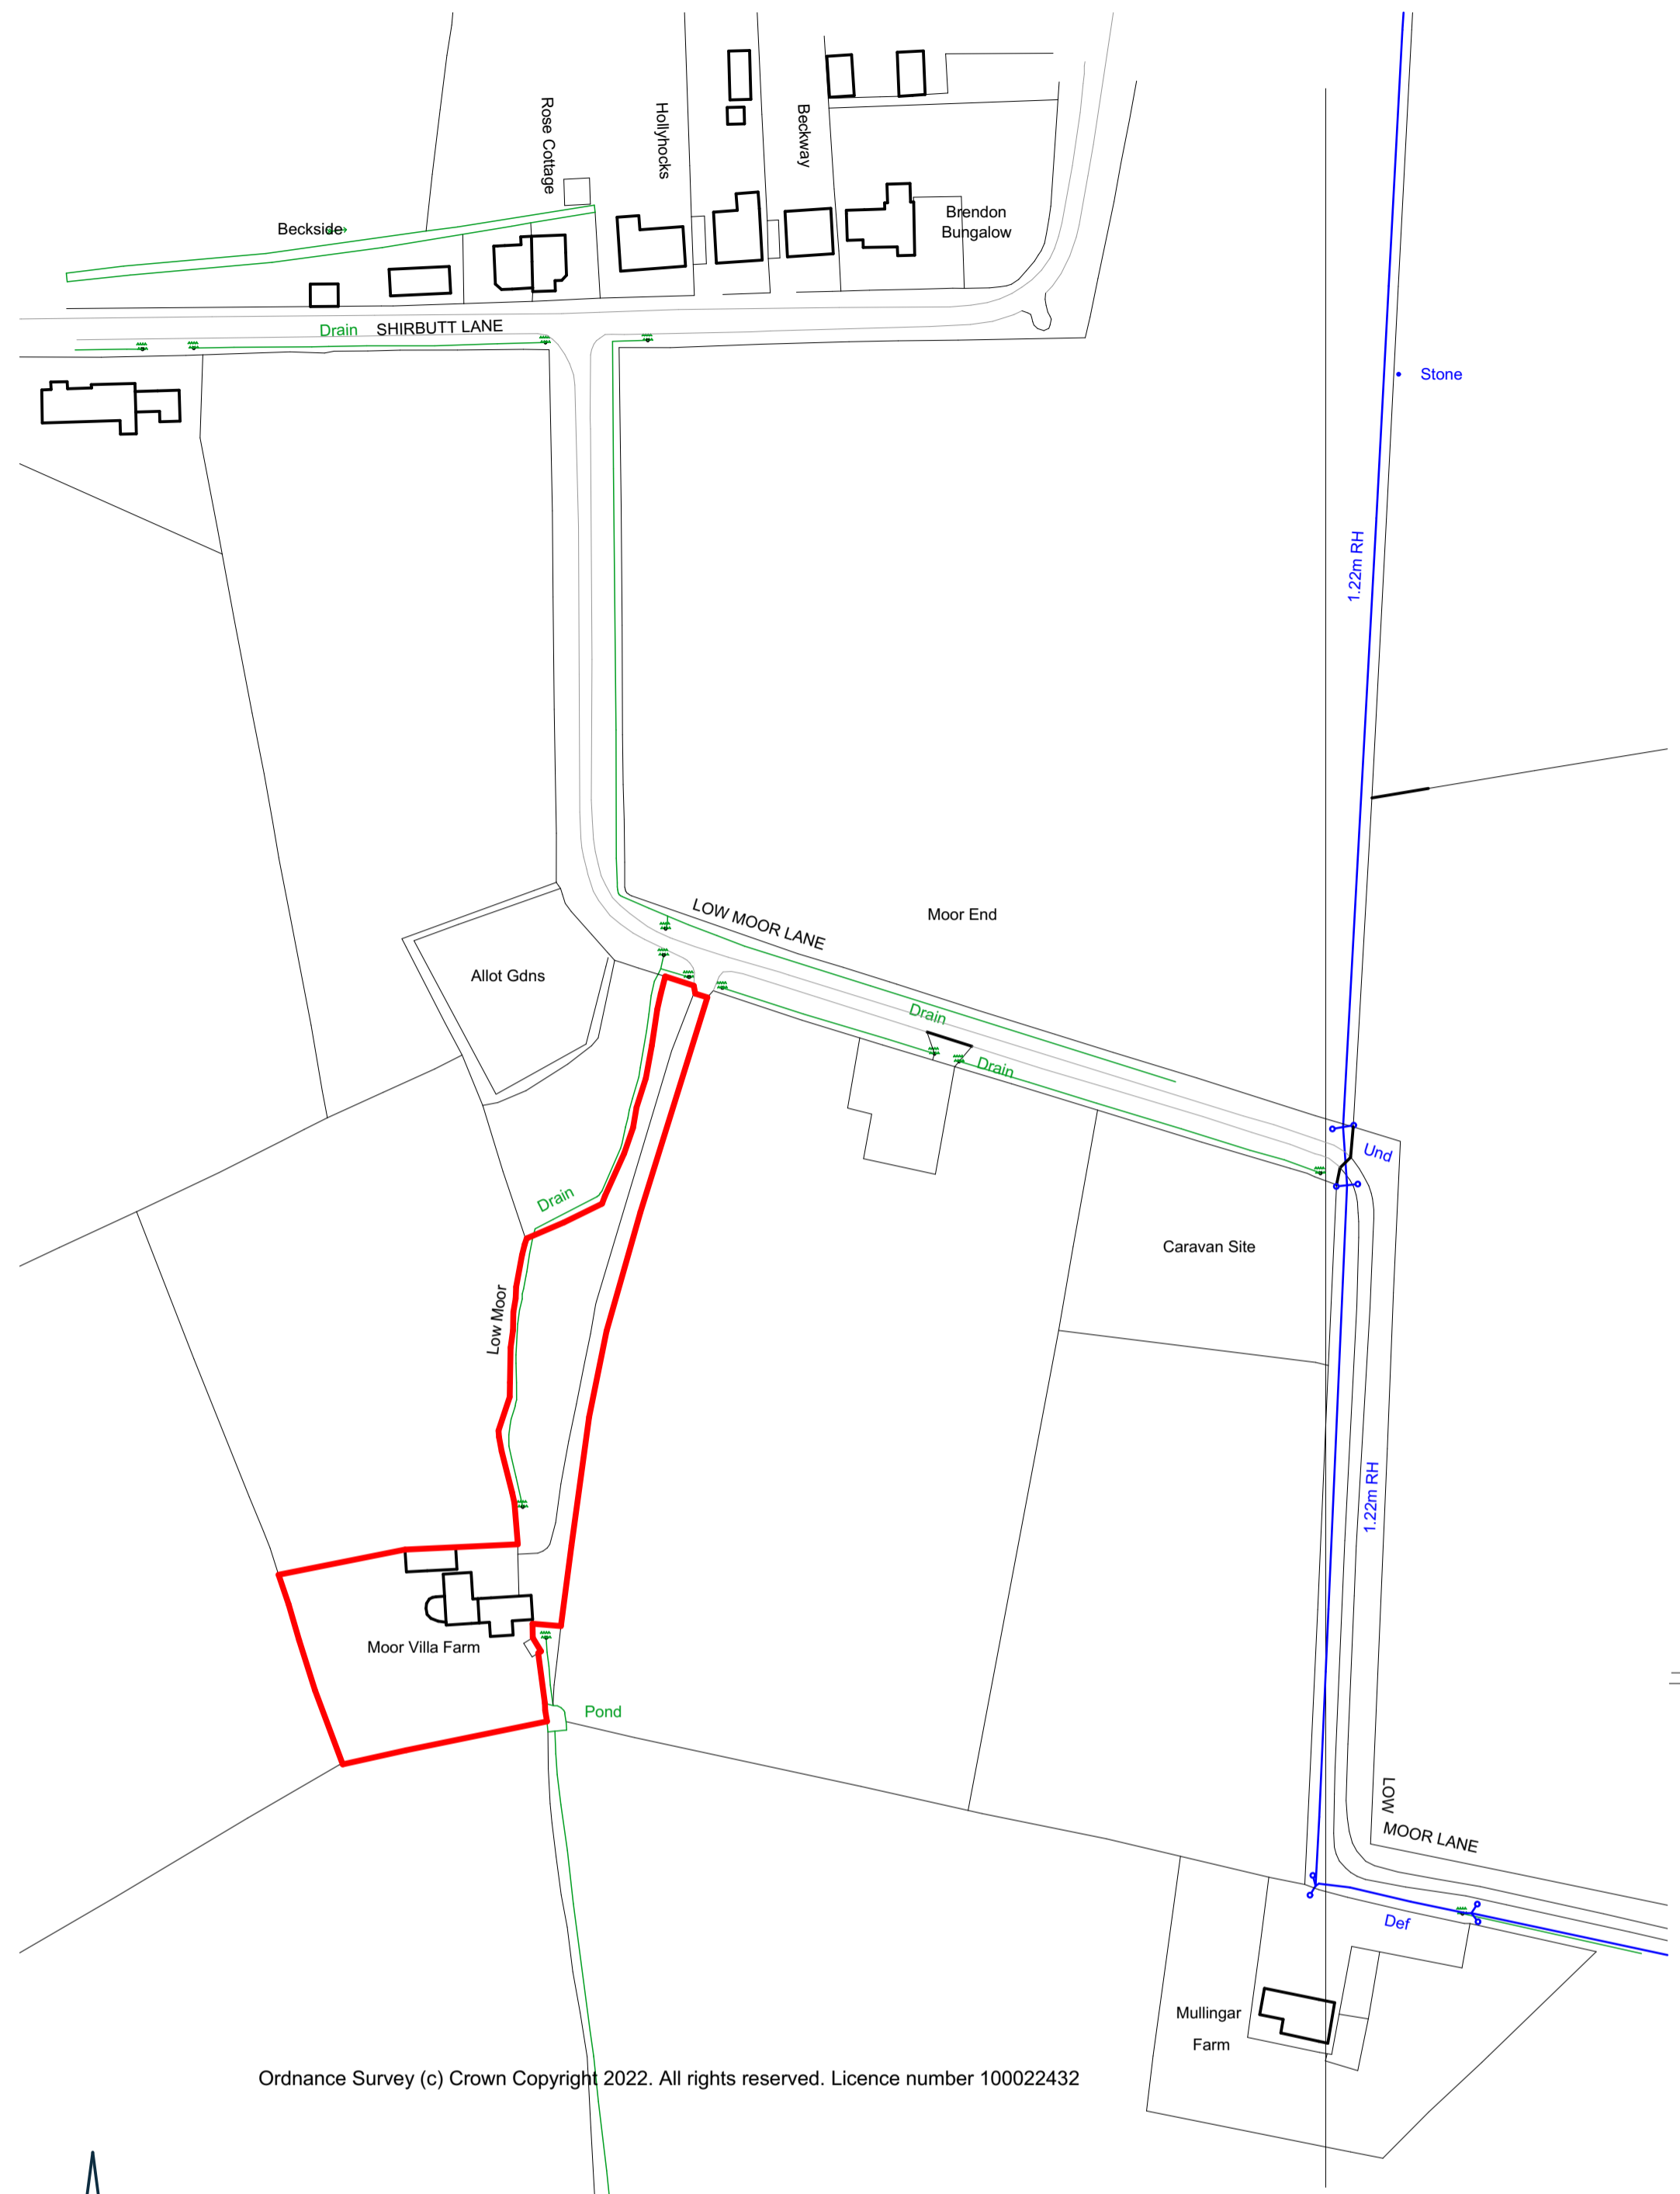 Rose Cottage
Hollyhocks
Beckway
Beckside
Brendon
Bungalow
Drain
SHIRBUTT LANE
Stone
1.22m RH
LOW MOOR LANE
Moor End
Allot Gdns
Drain
Drain
Und
Drain
Caravan Site
Low Moor
1.22m RH
Moor Villa Farm
Pond
LOW
MOOR LANE
Def
Mullingar
Farm
Ordnance Survey (c) Crown Copyright 2022. All rights reserved. Licence number 100022432